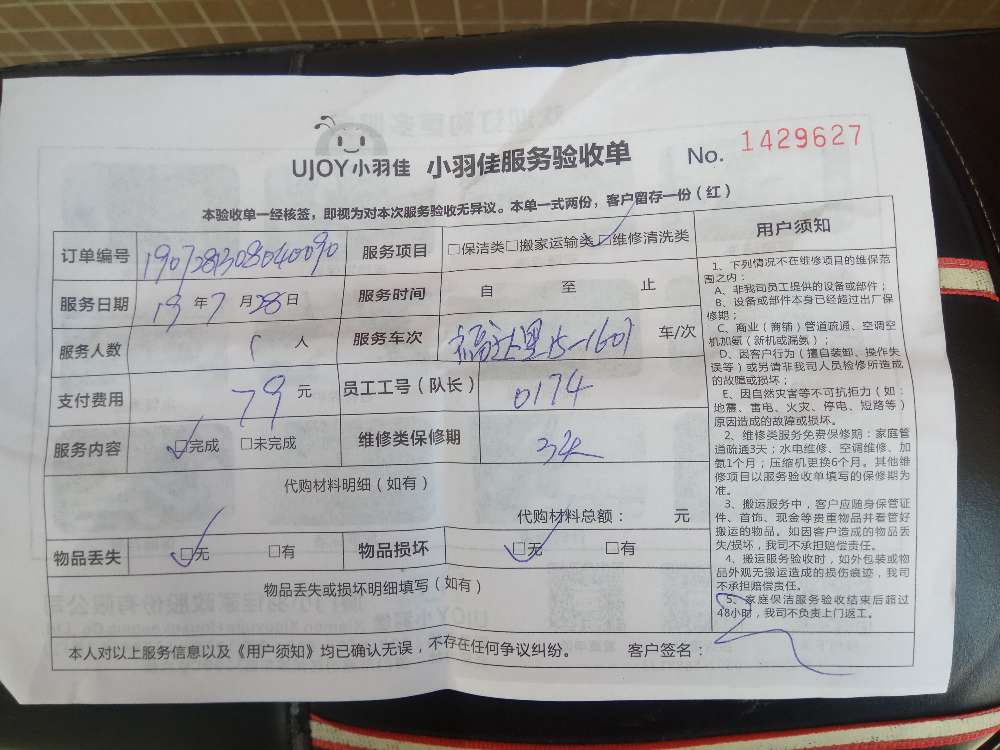 UJOY小羽佳 小羽佳服务验收单 No. 1429627
本验收单一经核签，即视为对本次服务验收无异议。本单一式两份，客户留存一份（红）
订单编号 服务项目 □保洁类□搬家运输类□维修清洗类
服务日期 19 年 7 月 28 日 服务时间 自 至 止
服务人数 1 人 服务车次 15-1607 车/次
支付费用 79 元 员工工号（队长） 0174
服务内容 □完成 □未完成 维修类保修期 3天
代购材料明细（如有）
代购材料总额： 元
物品丢失 □无 □有 物品损坏 □无 □有
物品丢失或损坏明细填写（如有）
本人对以上服务信息以及《用户须知》均已确认无误，不存在任何争议纠纷。 客户签名：
用户须知
1、下列情况不在维修项目的维保范
围之内：
A、非我司员工提供的设备或部件；
B、设备或部件本身已经超过出厂保
修期；
C、商业（商铺）管道疏通、空调空
机加氨（新机或漏氨）；
D、因客户行为（擅自装卸、操作失
误等）或另请非我司人员检修所造成
的故障或损坏；
E、因自然灾害等不可抗拒力（如：
地震、雷电、火灾、停电、短路等）
原因造成的故障或损坏。
2、维修类服务免费保修期：家庭管
道疏通3天；水电维修、空调维修、加
氨1个月；压缩机更换6个月。其他维
修项目以服务验收单填写的保修期为
准。
3、搬运服务中，客户应随身保管证
件、首饰、现金等贵重物品并看管好
搬运的物品。如因客户造成的物品丢
失/损坏，我司不承担赔偿责任。
4、搬运服务验收时，如外包装或物
品外观无搬运造成的损伤痕迹，我司
不承担赔偿责任。
5、家庭保洁服务验收结束后超过
48小时，我司不负责上门返工。